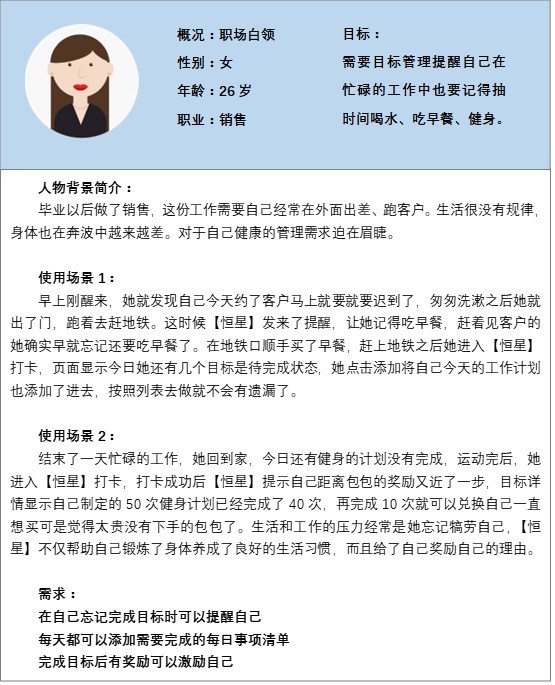 概况：职场白领
性别：女
年龄：26 岁
职业：销售
目标：
需要目标管理提醒自己在
忙碌的工作中也要记得抽
时间喝水、吃早餐、健身。
人物背景简介：
毕业以后做了销售，这份工作需要自己经常在外面出差、跑客户。生活很没有规律，
身体也在奔波中越来越差。对于自己健康的管理需求迫在眉睫。
使用场景 1：
早上刚醒来，她就发现自己今天约了客户马上就要就要迟到了，匆匆洗漱之后她就
出了门，跑着去赶地铁。这时候【恒星】发来了提醒，让她记得吃早餐，赶着见客户的
她确实早就忘记还要吃早餐了。在地铁口顺手买了早餐，赶上地铁之后她进入【恒星】
打卡，页面显示今日她还有几个目标是待完成状态，她点击添加将自己今天的工作计划
也添加了进去，按照列表去做就不会有遗漏了。
使用场景 2：
结束了一天忙碌的工作，她回到家，今日还有健身的计划没有完成，运动完后，她
进入【恒星】打卡，打卡成功后【恒星】提示自己距离包包的奖励又近了一步，目标详
情显示自己制定的 50 次健身计划已经完成了 40 次，再完成 10 次就可以兑换自己一直
想买可是觉得太贵没有下手的包包了。生活和工作的压力经常是她忘记犒劳自己，【恒
星】不仅帮助自己锻炼了身体养成了良好的生活习惯，而且给了自己奖励自己的理由。
需求：
在自己忘记完成目标时可以提醒自己
每天都可以添加需要完成的每日事项清单
完成目标后有奖励可以激励自己